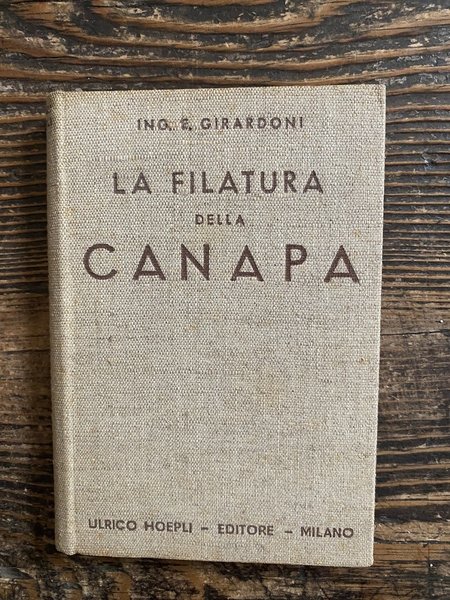 ING. E. GIRARDONI
LA FILATURA
DELLA
CANAPA
ULRICO HOEPLI - EDITORE - MILANO